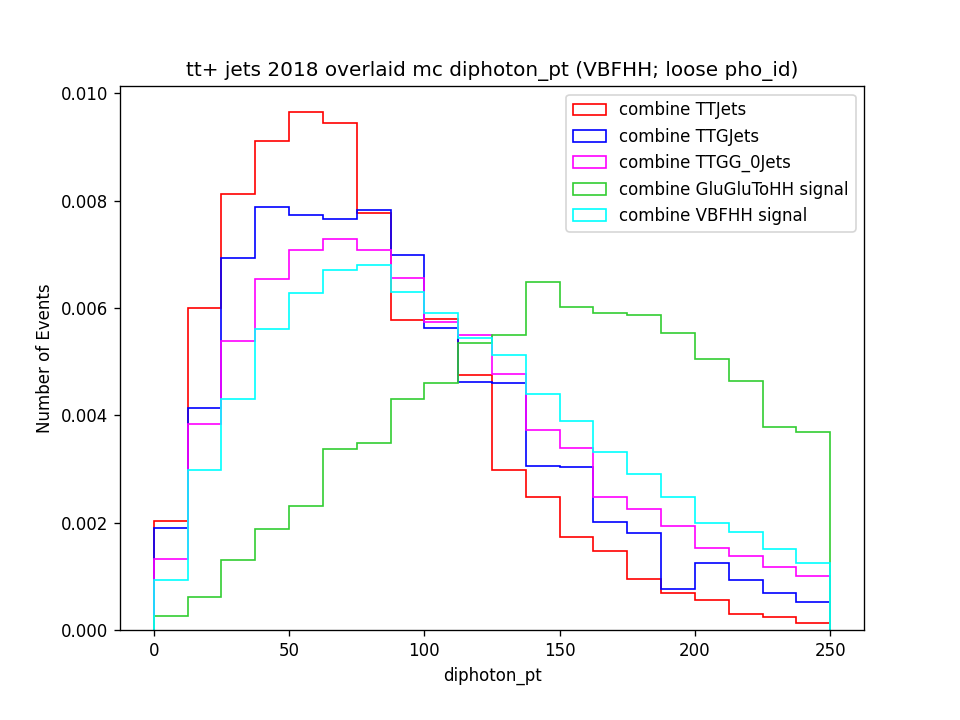 tt+ jets 2018 overlaid mc diphoton_pt (VBFHH; loose pho_id)
combine TTJets
combine TTGJets
combine TTGG_0Jets
combine GluGluToHH signal
combine VBFHH signal
Number of Events
0.010
0.008
0.006
0.004
0.002
0.000
0 50 100 150 200 250
diphoton_pt